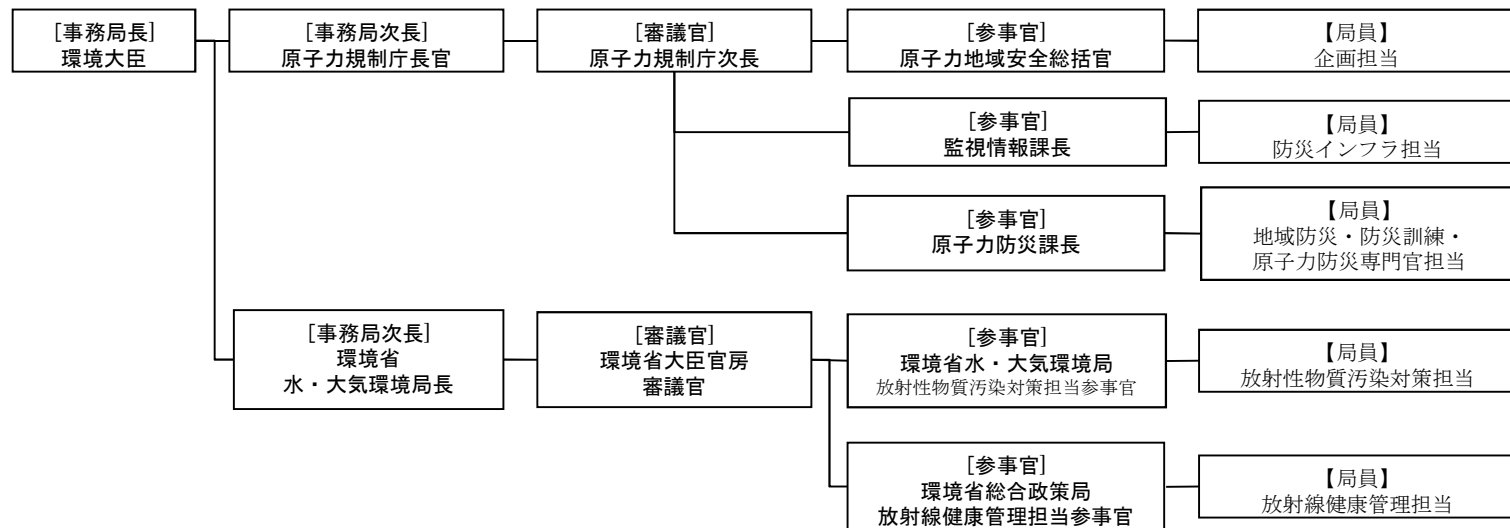 [事務局長]
環境大臣
[事務局次長]
原子力規制庁長官
[審議官]
原子力規制庁次長
[参事官]
原子力地域安全総括官
【局員】
企画担当
[参事官]
監視情報課長
【局員】
防災インフラ担当
[参事官]
原子力防災課長
【局員】
地域防災・防災訓練・
原子力防災専門官担当
[事務局次長]
環境省
水・大気環境局長
[審議官]
環境省大臣官房
審議官
[参事官]
環境省水・大気環境局
放射性物質汚染対策担当参事官
【局員】
放射性物質汚染対策担当
[参事官]
環境省総合政策局
放射線健康管理担当参事官
【局員】
放射線健康管理担当